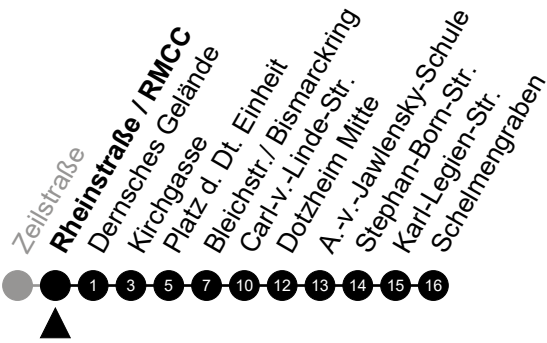 Zeilstraße
Rheinstraße / RMCC
Dernsches Gelände
Kirchgasse
Platz d. Dt. Einheit
Bleichstr./ Bismarckring
Carl-v.-Linde-Str.
Dotzheim Mitte
A.-v.-Jawlensky-Schule
Stephan-Born-Str.
Karl-Legien-Str.
Schelmengraben
1 3 5 7 10 12 13 14 15 16